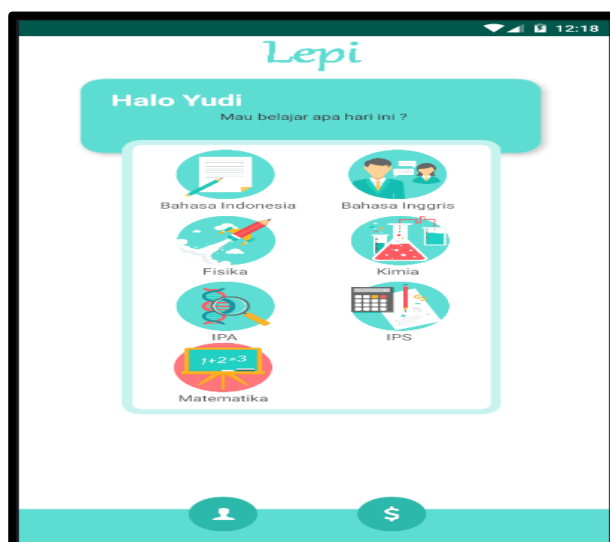 12:18
Lepi
Halo Yudi
Mau belajar apa hari ini ?
Bahasa Indonesia
Bahasa Inggris
Fisika
Kimia
IPA
IPS
1+2=3
Matematika
$